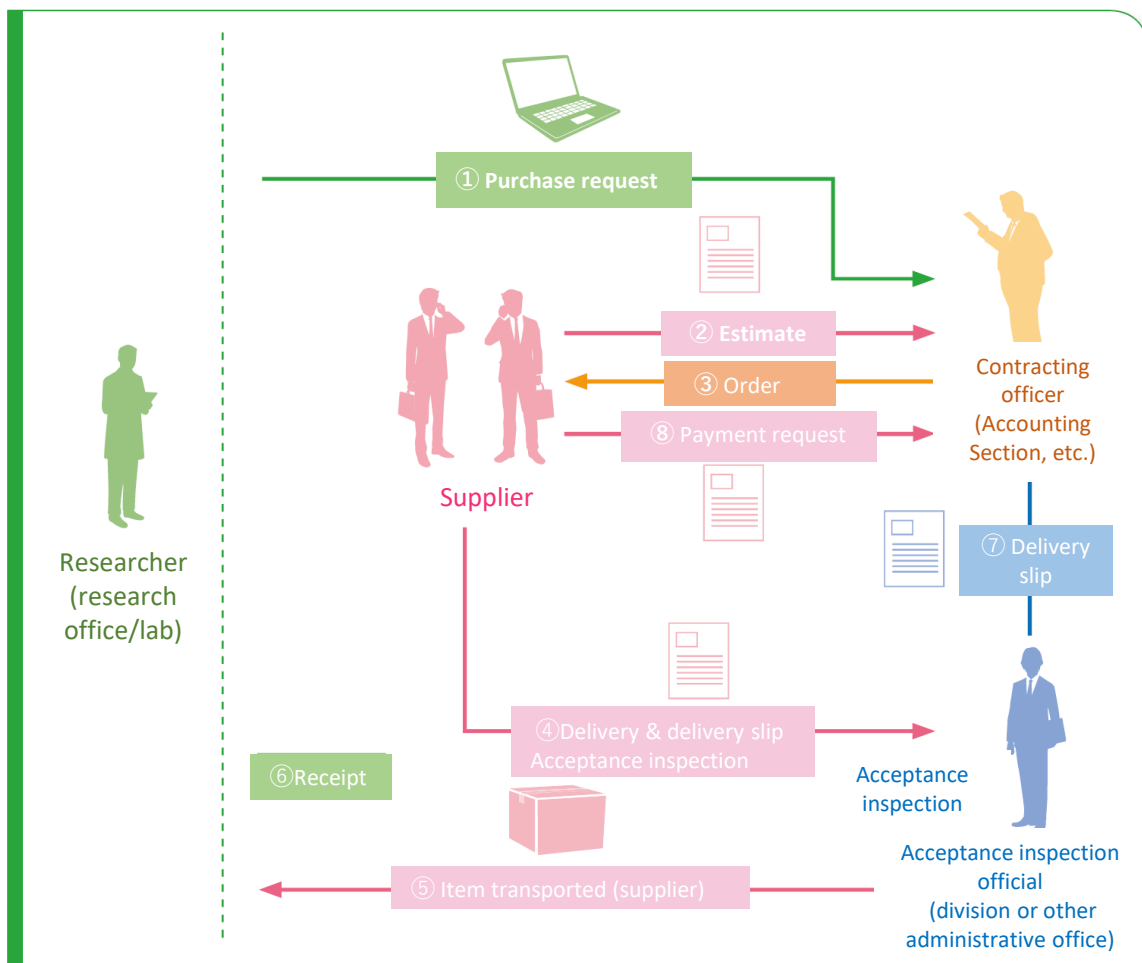 ① Purchase request
② Estimate
③ Order
⑧ Payment request
Contracting
officer
(Accounting
Section, etc.)
Supplier
Researcher
(research
office/lab)
⑦ Delivery
slip
④Delivery & delivery slip
Acceptance inspection
⑥Receipt
Acceptance
inspection
⑤ Item transported (supplier)
Acceptance inspection
official
(division or other
administrative office)